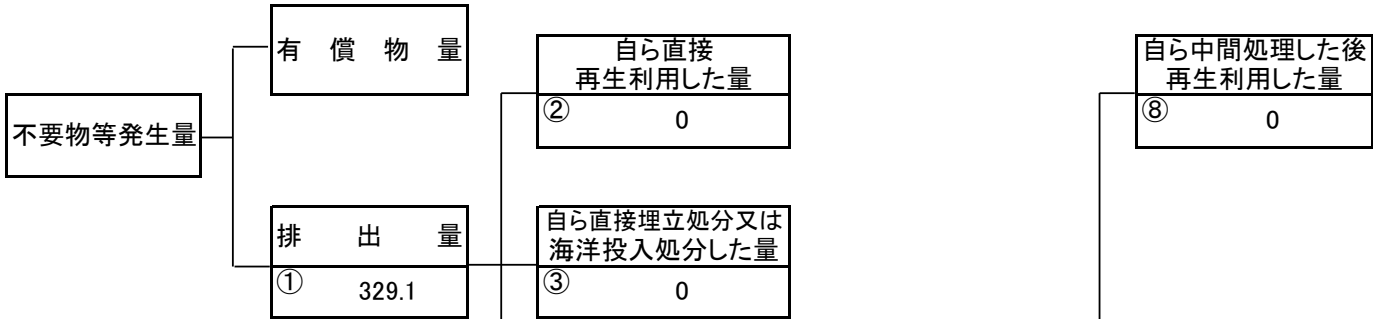 有償物量
自ら直接
再生利用した量
② 0
自ら中間処理した後
再生利用した量
⑧ 0
不要物等発生量
排出量
① 329.1
自ら直接埋立処分又は
海洋投入処分した量
③ 0